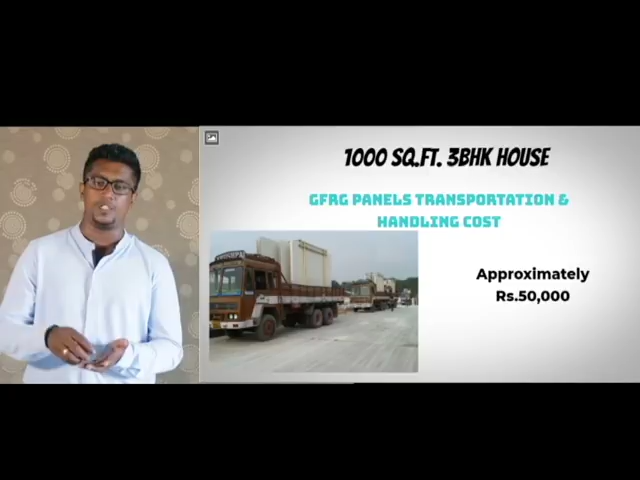 1000 SQ.FT. 3BHK HOUSE
GFRG PANELS TRANSPORTATION &
HANDLING COST
Approximately
Rs.50,000